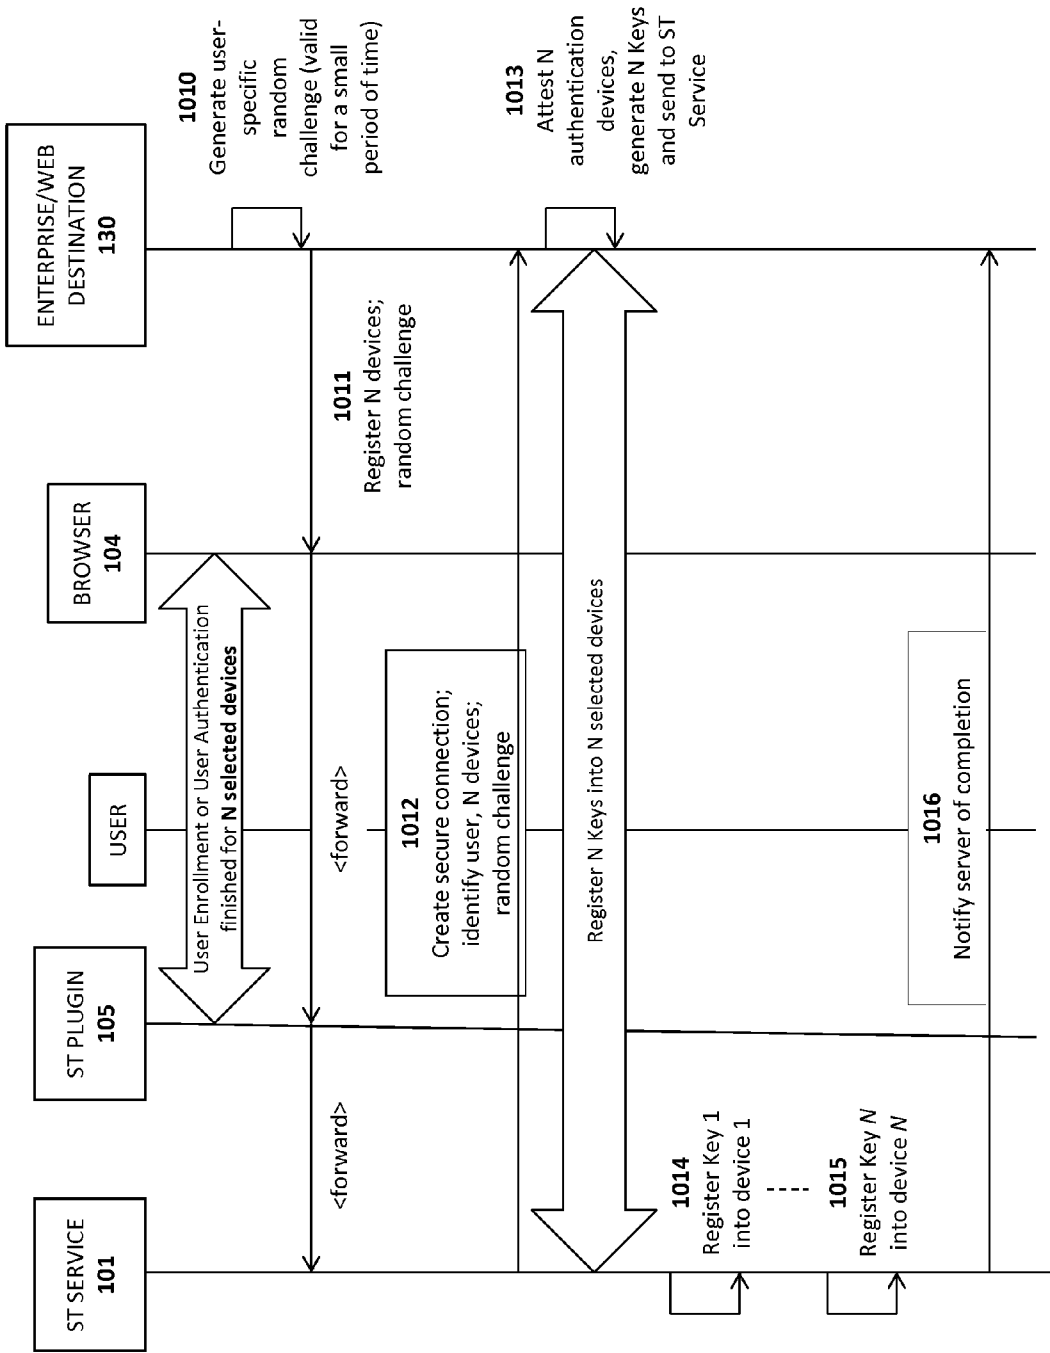 ST SERVICE
101
ST PLUGIN
105
USER
BROWSER
104
ENTERPRISE/WEB
DESTINATION
130
User Enrollment or User Authentication
finished for N selected devices
1010
Generate user-
specific
random
challenge (valid
for a small
period of time)
<forward>
<forward>
1011
Register N devices;
random challenge
1012
Create secure connection;
identify user, N devices;
random challenge
1013
Attest N
authentication
devices,
generate N Keys
and send to ST
Service
Register N Keys into N selected devices
1014
Register Key 1
into device 1
1015
Register Key N
into device N
1016
Notify server of completion